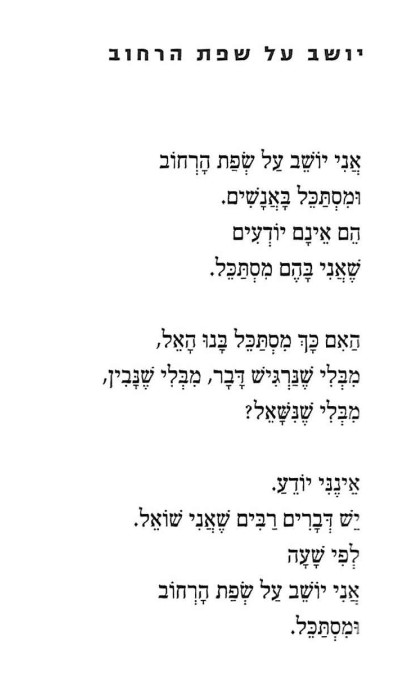 יושב על שפת הרחוב
אֲנִי יוֹשֵׁב עַל שְׂפַת הָרְחוֹב
וּמִסְתַּכֵּל בָּאֲנָשִׁים.
הֵם אֵינָם יוֹדְעִים
שֶׁאֲנִי בָּהֶם מִסְתַּכֵּל.
הַאִם כָּךְ מִסְתַּכֵּל בָּנוּ הָאֵל,
מִבְּלִי שֶׁנַּרְגִּישׁ דָּבָר, מִבְּלִי שֶׁנָּבִין,
מִבְּלִי שֶׁנִּשָּׁאֵל?
אֵינֶנִּי יוֹדֵעַ.
יֵשׁ דְּבָרִים רַבִּים שֶׁאֲנִי שׁוֹאֵל.
לְפִי שָׁעָה
אֲנִי יוֹשֵׁב עַל שְׂפַת הָרְחוֹב
וּמִסְתַּכֵּל.